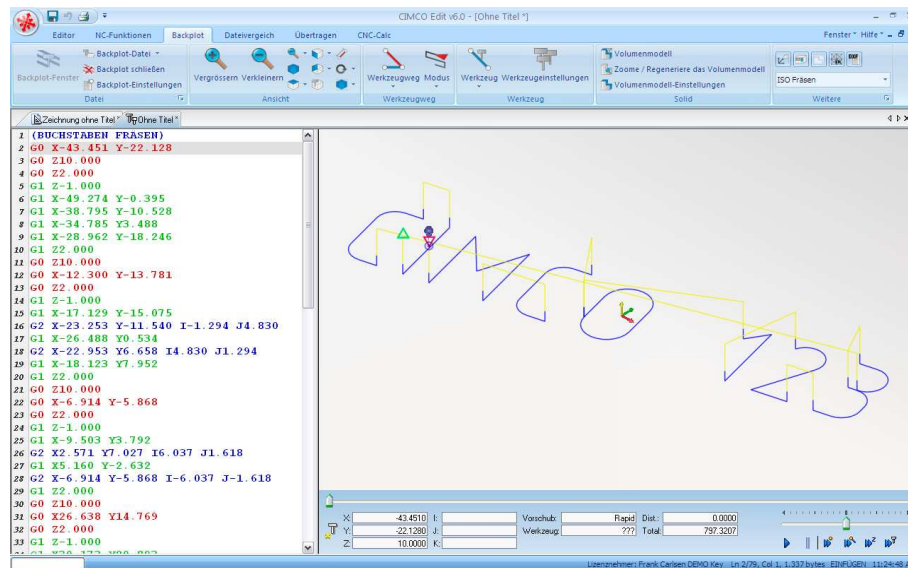 CIMCO Edit v6.0 - [Ohne Titel *]
Editor NC-Funktionen Backplot Dateivergleich Übertragen CNC-Calc Fenster Hilfe
Backplot-Fenster
Backplot-Datei
Backplot schließen
Backplot-Einstellungen
Datei
Vergrössern Verkleinern
Ansicht
Werkzeugweg Modus
Werkzeugweg
Werkzeug Werkzeugeinstellungen
Werkzeug
Volumenmodell
Zoome / Regeneriere das Volumenmodell
Volumenmodell-Einstellungen
Solid
ISO Fräsen
Weitere
Zeichnung ohne Titel* Ohne Titel*
1 (BUCHSTABEN FRASEN)
2 G0 X-43.451 Y-22.128
3 G0 Z10.000
4 G0 Z2.000
5 G1 Z-1.000
6 G1 X-49.274 Y-0.395
7 G1 X-38.795 Y-10.528
8 G1 X-34.785 Y3.488
9 G1 X-28.962 Y-18.246
10 G1 Z2.000
11 G0 Z10.000
12 G0 X-12.300 Y-13.781
13 G0 Z2.000
14 G1 Z-1.000
15 G1 X-17.129 Y-15.075
16 G2 X-23.253 Y-11.540 I-1.294 J4.830
17 G1 X-26.488 Y0.534
18 G2 X-22.953 Y6.658 I4.830 J1.294
19 G1 X-18.123 Y7.952
20 G1 Z2.000
21 G0 Z10.000
22 G0 X-6.914 Y-5.868
23 G0 Z2.000
24 G1 Z-1.000
25 G1 X-9.503 Y3.792
26 G2 X2.571 Y7.027 I6.037 J1.618
27 G1 X5.160 Y-2.632
28 G2 X-6.914 Y-5.868 I-6.037 J-1.618
29 G1 Z2.000
30 G0 Z10.000
31 G0 X26.638 Y14.769
32 G0 Z2.000
33 G1 Z-1.000
X: -43.4510 I: Vorschub: Rapid Dist.: 0.0000
Y: -22.1280 J: Werkzeug: ??? Total: 797.3207
Z: 10.0000 K:
Lizenznehmer: Frank Carlsen DEMO Key Ln 2/79, Col 1, 1.337 bytes EINFÜGEN 11:24:48